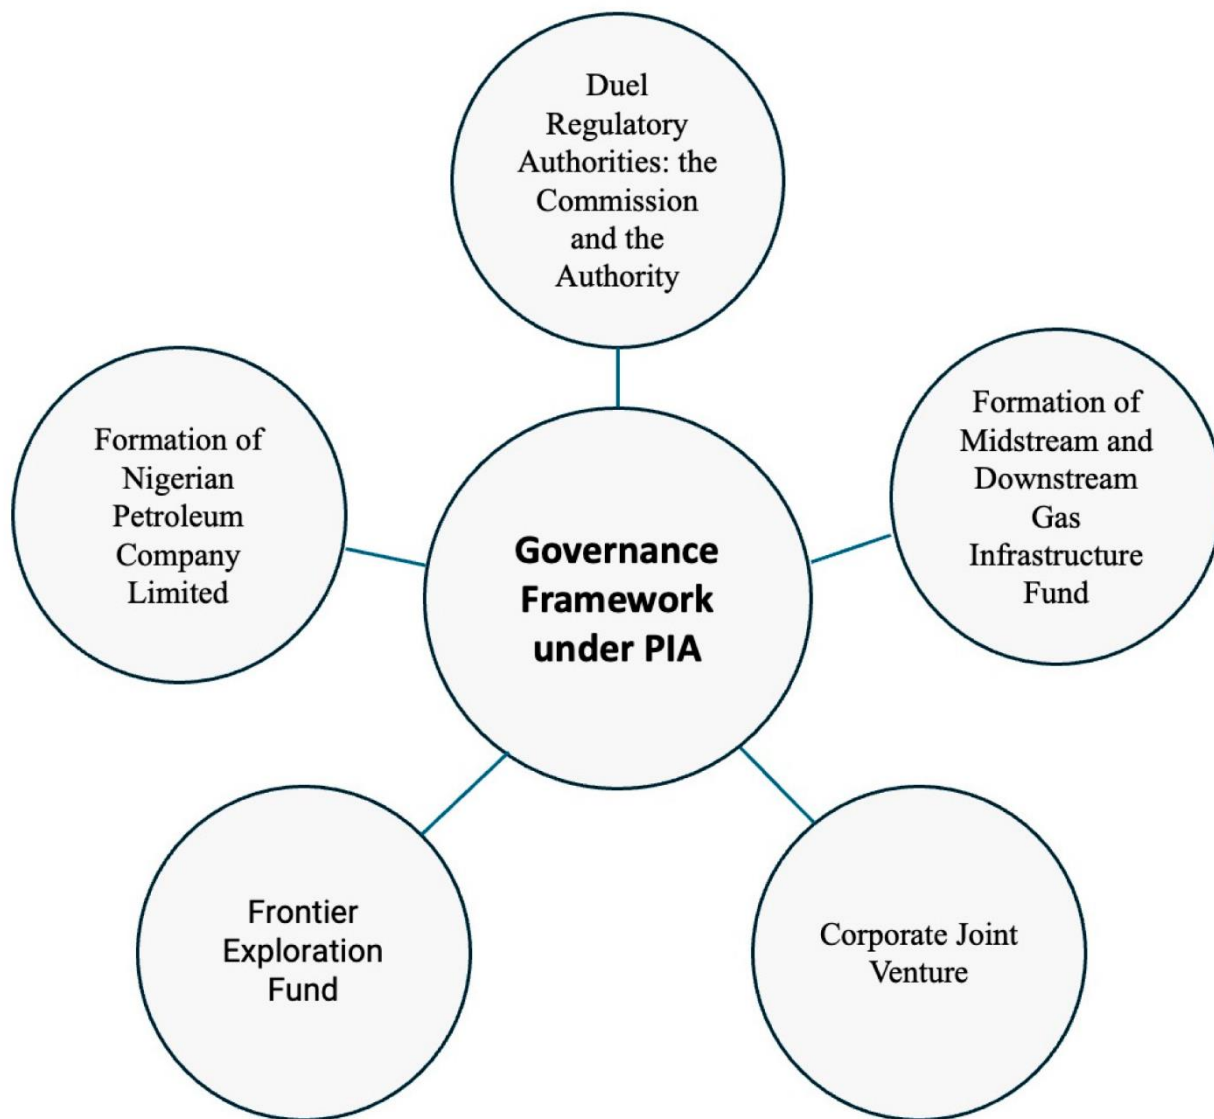 Duel
Regulatory
Authorities: the
Commission
and the
Authority
Formation of
Nigerian
Petroleum
Company
Limited
Governance
Framework
under PIA
Formation of
Midstream and
Downstream
Gas
Infrastructure
Fund
Frontier
Exploration
Fund
Corporate Joint
Venture